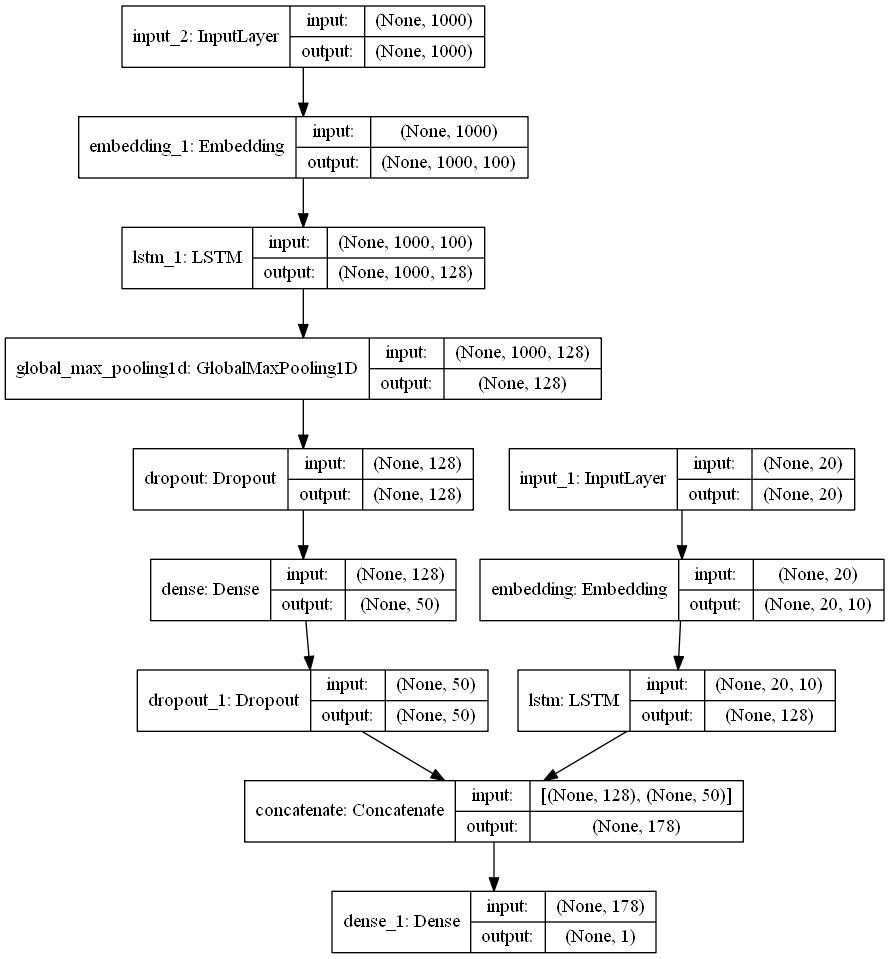 input_2: InputLayer
input: (None, 1000)
output: (None, 1000)
embedding_1: Embedding
input: (None, 1000)
output: (None, 1000, 100)
lstm_1: LSTM
input: (None, 1000, 100)
output: (None, 1000, 128)
global_max_pooling1d: GlobalMaxPooling1D
input: (None, 1000, 128)
output: (None, 128)
dropout: Dropout
input: (None, 128)
output: (None, 128)
input_1: InputLayer
input: (None, 20)
output: (None, 20)
dense: Dense
input: (None, 128)
output: (None, 50)
embedding: Embedding
input: (None, 20)
output: (None, 20, 10)
dropout_1: Dropout
input: (None, 50)
output: (None, 50)
lstm: LSTM
input: (None, 20, 10)
output: (None, 128)
concatenate: Concatenate
input: [(None, 128), (None, 50)]
output: (None, 178)
dense_1: Dense
input: (None, 178)
output: (None, 1)